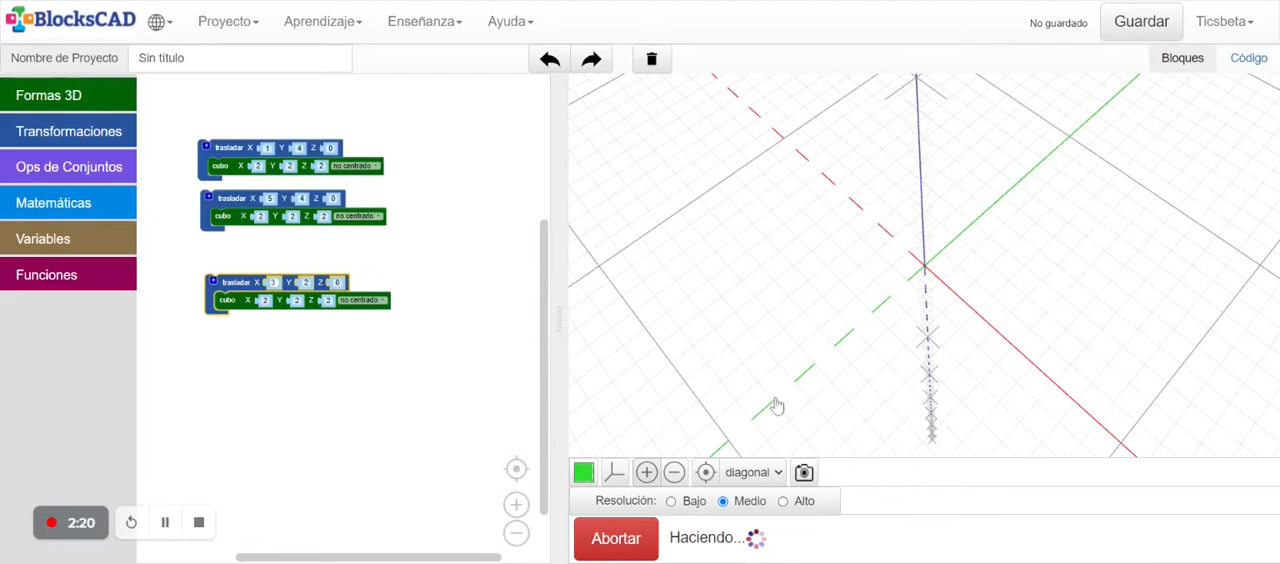 BlocksCAD Proyecto Aprendizaje Enseñanza Ayuda No guardado Guardar Ticsbeta
Nombre de Proyecto Sin título Bloques Código
Formas 3D
Transformaciones
Ops de Conjuntos
Matemáticas
Variables
Funciones
trasladar X 1 Y 4 Z 0
cubo X 2 Y 2 Z 2 no centrado
trasladar X 5 Y 4 Z 0
cubo X 2 Y 2 Z 2 no centrado
trasladar X 3 Y 2 Z 0
cubo X 2 Y 2 Z 2 no centrado
diagonal
Resolución: Bajo Medio Alto
Abortar Haciendo...
2:20